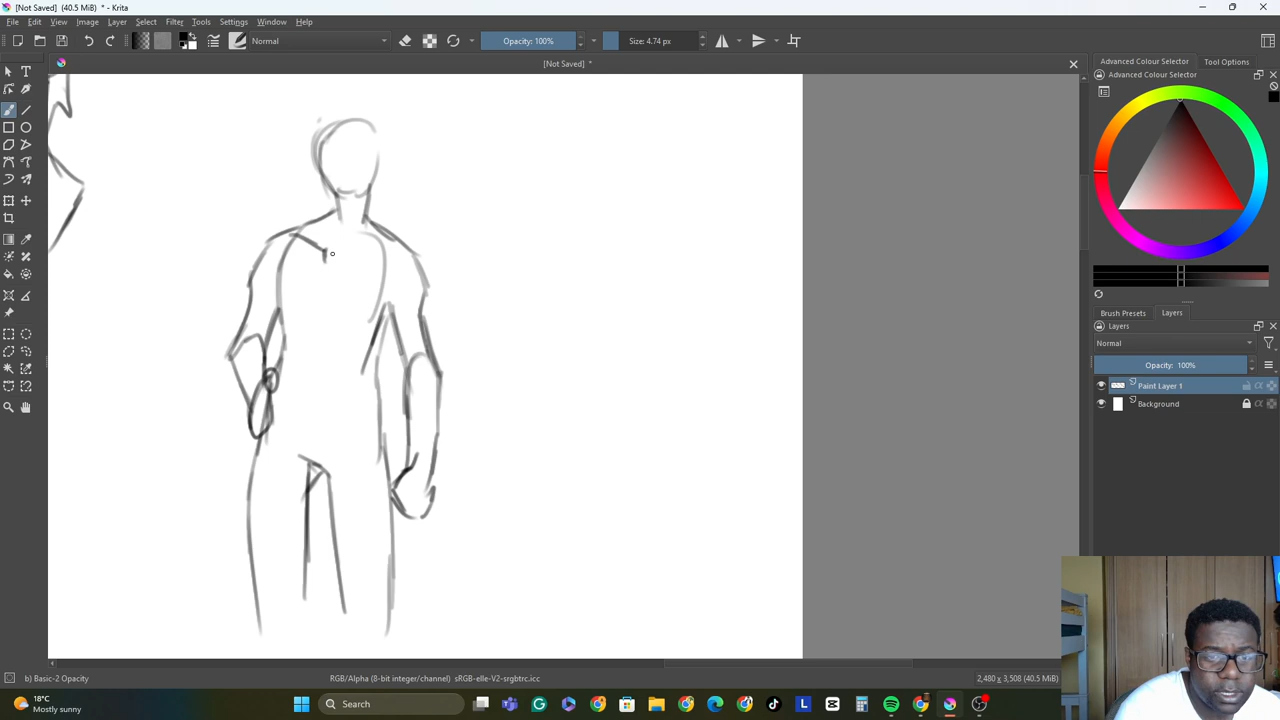 [Not Saved] (40.5 MiB) * - Krita
File Edit View Image Layer Select Filter Tools Settings Window Help
Normal Opacity: 100% Size: 4.74 px
[Not Saved] *
Advanced Colour Selector Tool Options
Advanced Colour Selector
Brush Presets Layers
Layers
Normal
Opacity: 100%
Paint Layer 1
Background
b) Basic-2 Opacity RGB/Alpha (8-bit integer/channel) sRGB-elle-V2-srgbtrc.icc 2,480 x 3,508 (40.5 MiB)
18°C
Mostly sunny
Search